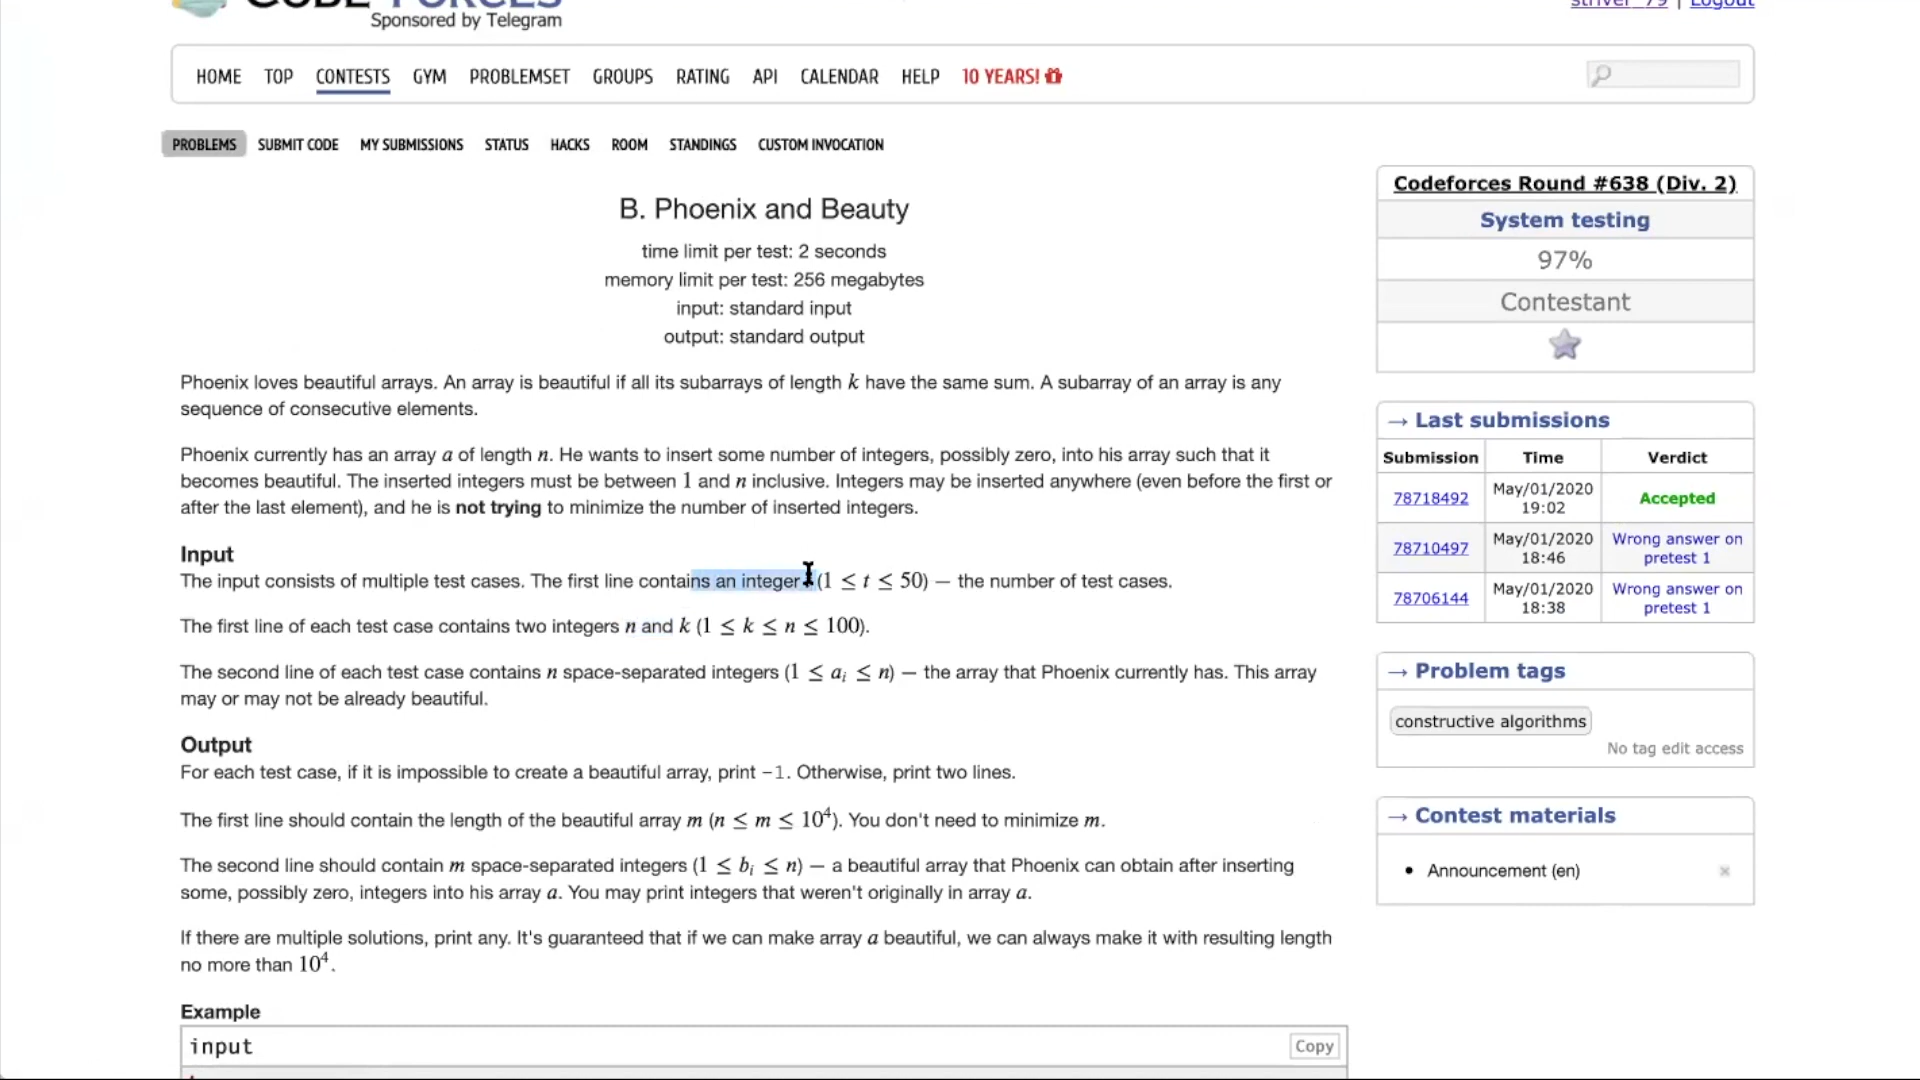 CODE FORCES
Sponsored by Telegram
striver_79 | Logout
HOME TOP CONTESTS GYM PROBLEMSET GROUPS RATING API CALENDAR HELP 10 YEARS!
PROBLEMS SUBMIT CODE MY SUBMISSIONS STATUS HACKS ROOM STANDINGS CUSTOM INVOCATION
B. Phoenix and Beauty
time limit per test: 2 seconds
memory limit per test: 256 megabytes
input: standard input
output: standard output
Phoenix loves beautiful arrays. An array is beautiful if all its subarrays of length k have the same sum. A subarray of an array is any
sequence of consecutive elements.
Phoenix currently has an array a of length n. He wants to insert some number of integers, possibly zero, into his array such that it
becomes beautiful. The inserted integers must be between 1 and n inclusive. Integers may be inserted anywhere (even before the first or
after the last element), and he is not trying to minimize the number of inserted integers.
Input
The input consists of multiple test cases. The first line contains an integer (1 ≤ t ≤ 50) — the number of test cases.
The first line of each test case contains two integers n and k (1 ≤ k ≤ n ≤ 100).
The second line of each test case contains n space-separated integers (1 ≤ aᵢ ≤ n) — the array that Phoenix currently has. This array
may or may not be already beautiful.
Output
For each test case, if it is impossible to create a beautiful array, print -1. Otherwise, print two lines.
The first line should contain the length of the beautiful array m (n ≤ m ≤ 10⁴). You don't need to minimize m.
The second line should contain m space-separated integers (1 ≤ bᵢ ≤ n) — a beautiful array that Phoenix can obtain after inserting
some, possibly zero, integers into his array a. You may print integers that weren't originally in array a.
If there are multiple solutions, print any. It's guaranteed that if we can make array a beautiful, we can always make it with resulting length
no more than 10⁴.
Example
input
Copy
Codeforces Round #638 (Div. 2)
System testing
97%
Contestant
→ Last submissions
Submission Time Verdict
78718492 May/01/2020 19:02 Accepted
78710497 May/01/2020 18:46 Wrong answer on pretest 1
78706144 May/01/2020 18:38 Wrong answer on pretest 1
→ Problem tags
constructive algorithms
No tag edit access
→ Contest materials
• Announcement (en)